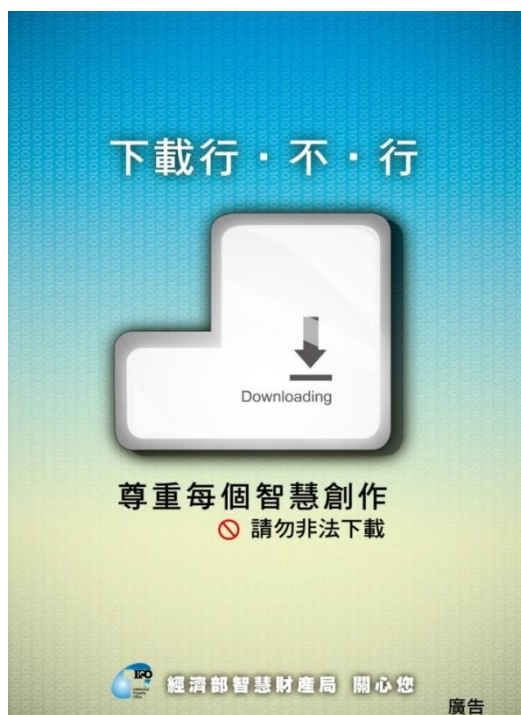 下載行・不・行
Downloading
尊重每個智慧創作
請勿非法下載
經濟部智慧財產局 關心您
廣告